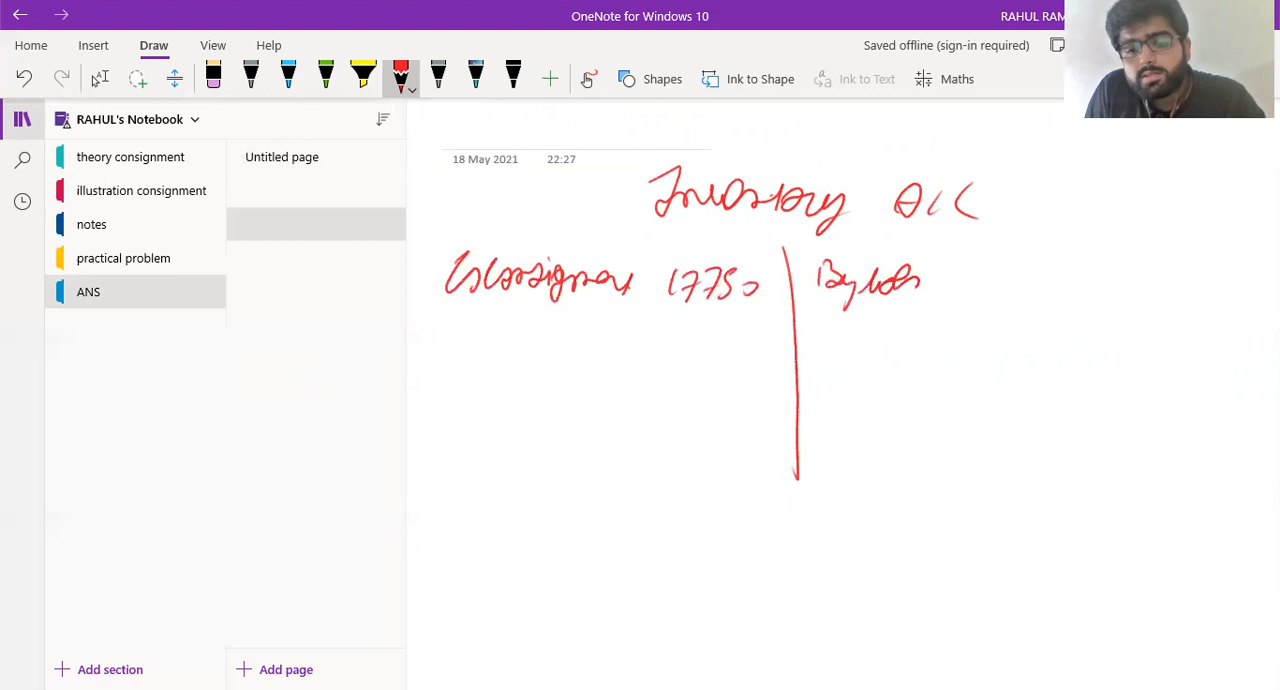 OneNote for Windows 10
RAHUL RAM
Home Insert Draw View Help
Saved offline (sign-in required)
Shapes Ink to Shape Ink to Text Maths
RAHUL's Notebook
theory consignment
illustration consignment
notes
practical problem
ANS
Untitled page
18 May 2021 22:27
Inventory A/C
Consignment 17750
By
Add section
Add page